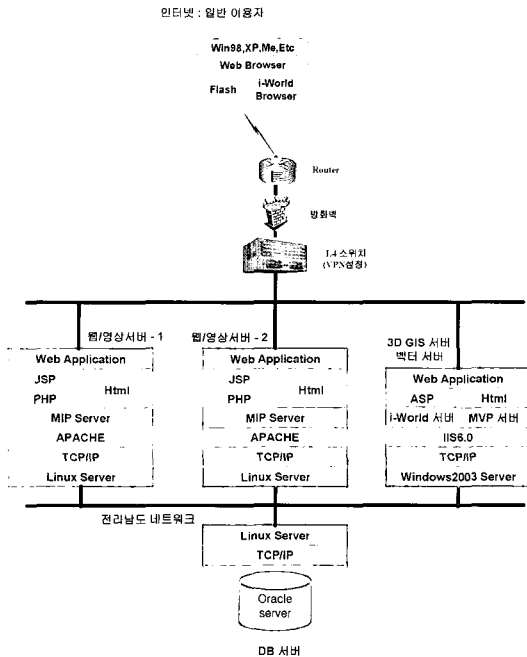 인터넷 : 일반 이용자
Win98,XP,Me,Etc
Web Browser
Flash
i-World
Browser
Router
방화벽
L4 스위치
(VPN설정)
웹/영상서버 - 1
Web Application
JSP
PHP
Html
MIP Server
APACHE
TCP/IP
Linux Server
웹/영상서버 - 2
Web Application
JSP
PHP
Html
MIP Server
APACHE
TCP/IP
Linux Server
3D GIS 서버
벡터 서버
Web Application
ASP Html
i-World 서버 MVP 서버
IIS6.0
TCP/IP
Windows2003 Server
전라남도 네트워크
Linux Server
TCP/IP
Oracle
server
DB 서버